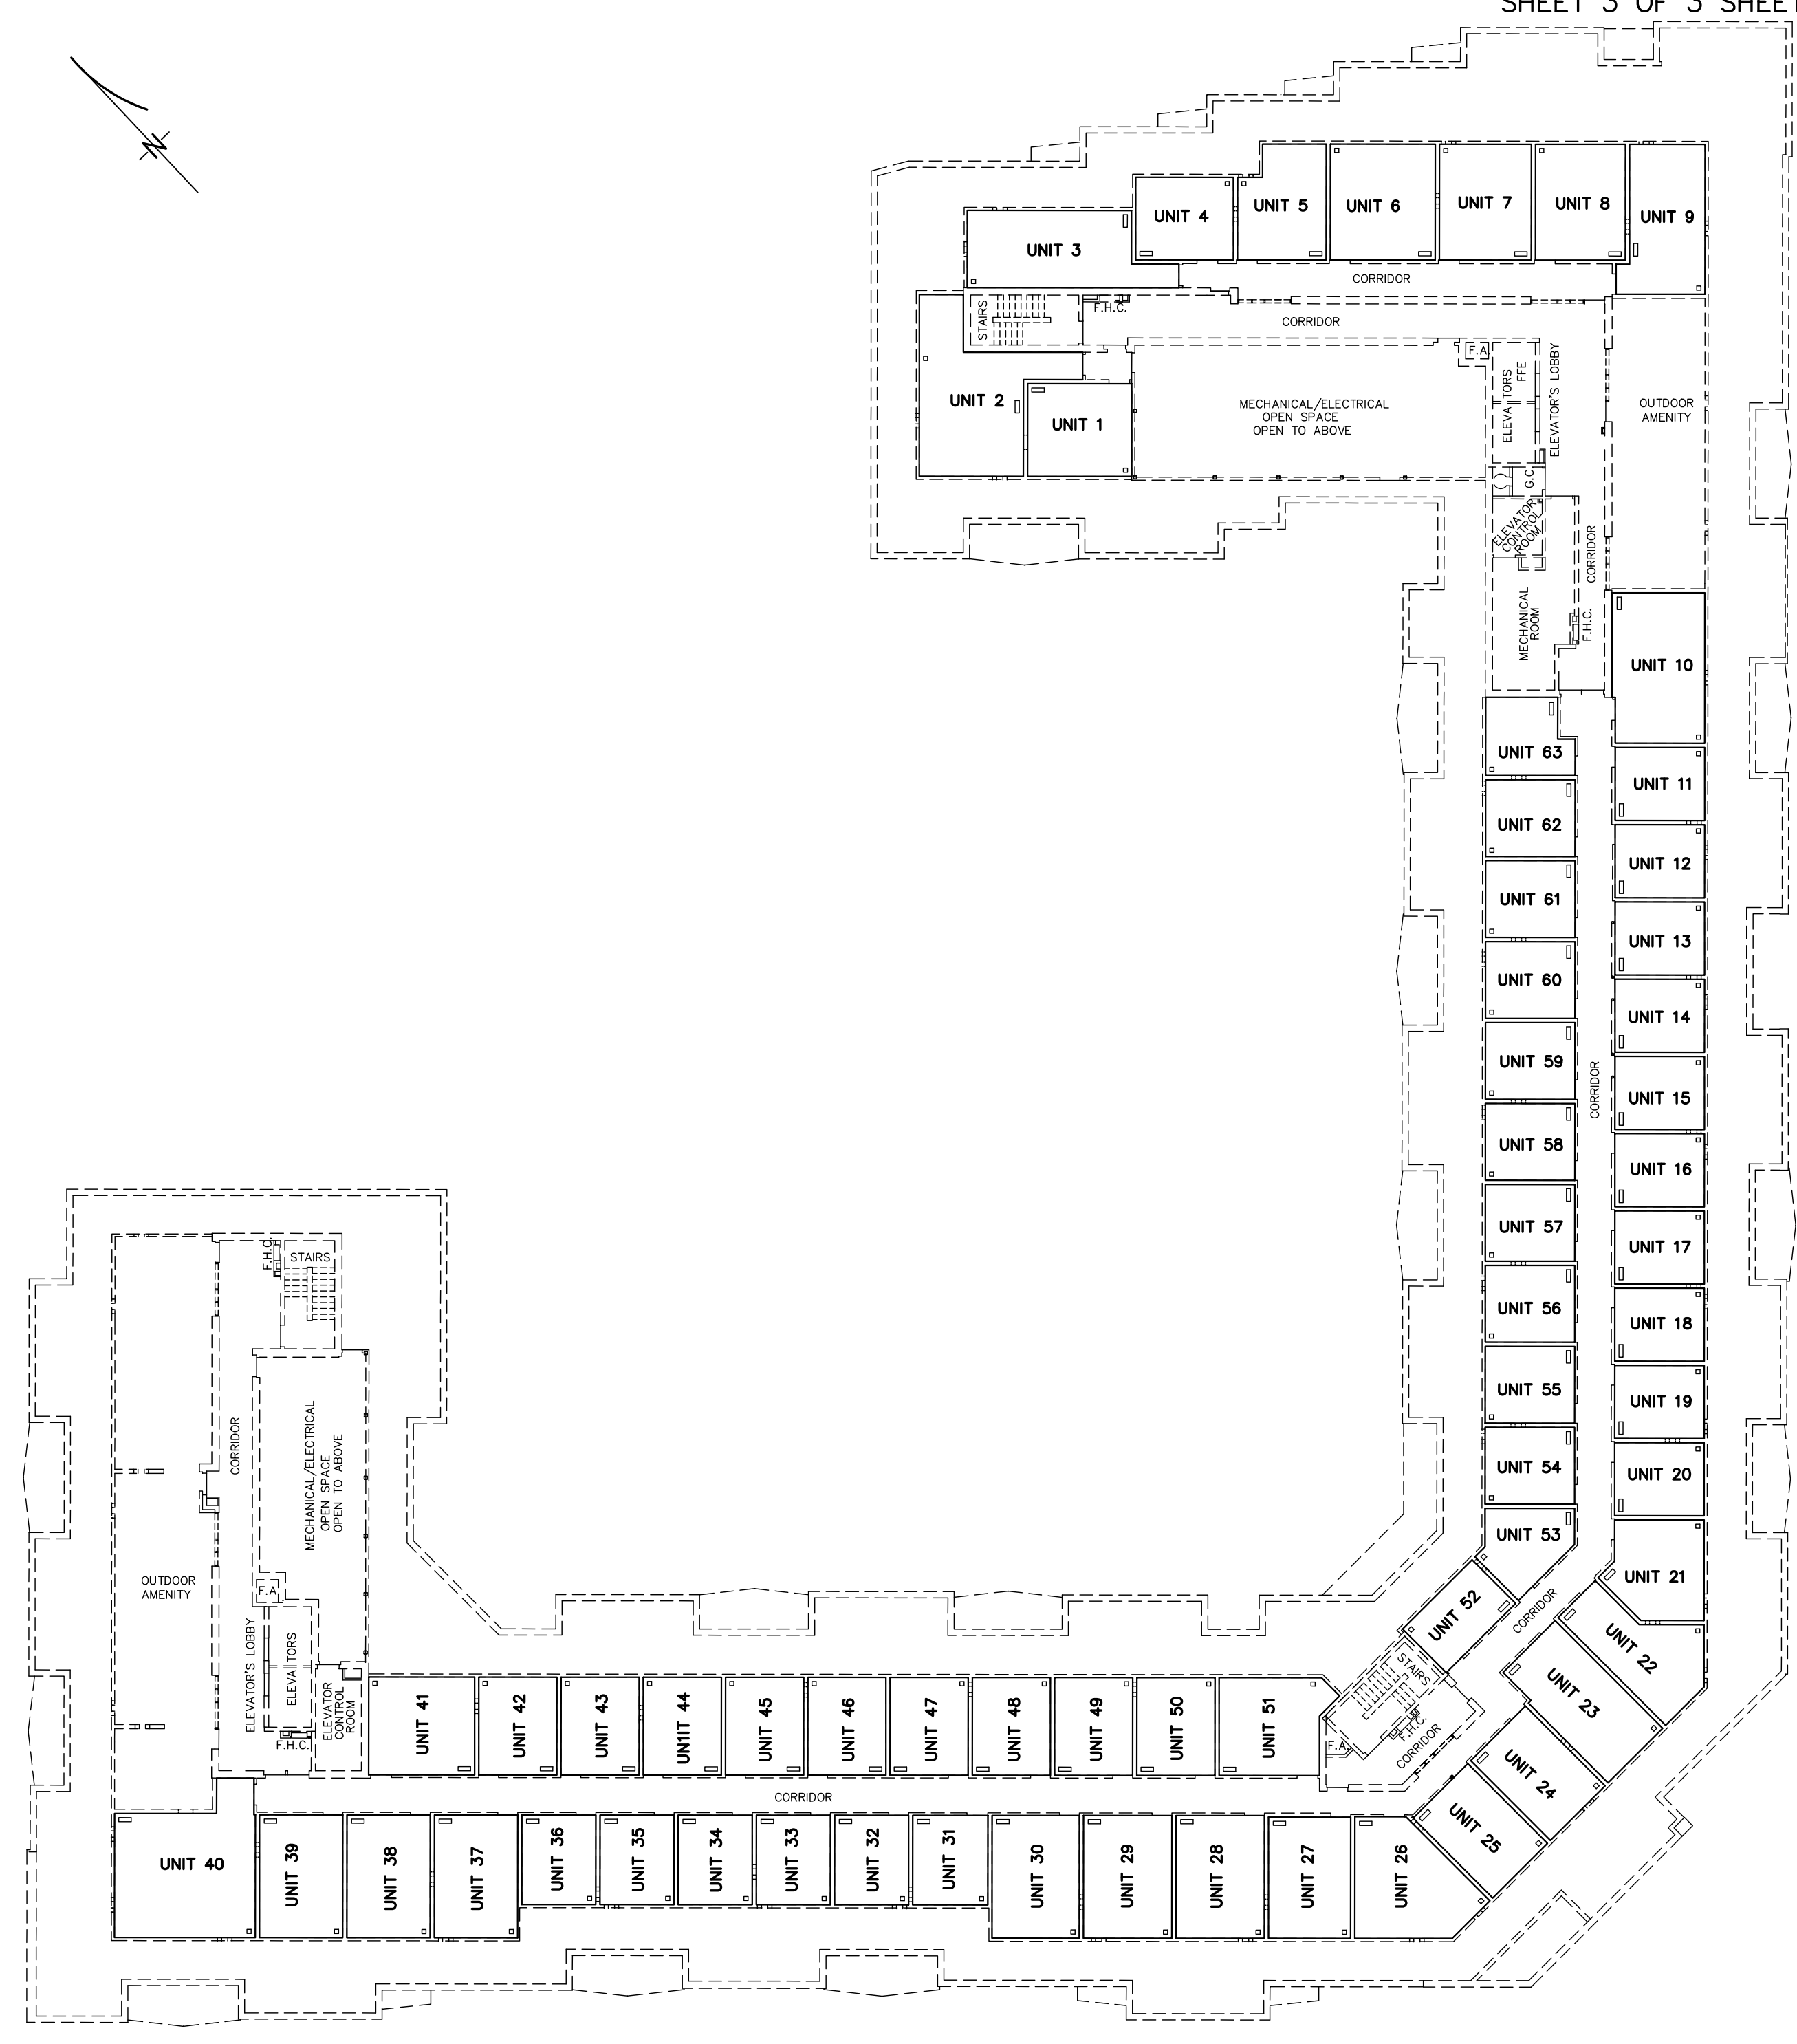 SHEET 3 OF 3 SHEET
N
UNIT 3
UNIT 4
UNIT 5
UNIT 6
UNIT 7
UNIT 8
UNIT 9
CORRIDOR
STAIRS
F.H.C.
CORRIDOR
UNIT 2
UNIT 1
MECHANICAL/ELECTRICAL
OPEN SPACE
OPEN TO ABOVE
F.A.
ELEVATORS
FFE
ELEVATOR'S LOBBY
OUTDOOR
AMENITY
G.C.
ELEVATOR
CONTROL
ROOM
CORRIDOR
MECHANICAL
ROOM
F.H.C.
UNIT 10
UNIT 63
UNIT 11
UNIT 62
UNIT 12
UNIT 61
UNIT 13
UNIT 60
UNIT 14
UNIT 59
CORRIDOR
UNIT 15
UNIT 58
UNIT 16
UNIT 57
UNIT 17
UNIT 56
UNIT 18
UNIT 55
UNIT 19
UNIT 54
UNIT 20
UNIT 53
UNIT 21
UNIT 52
CORRIDOR
UNIT 22
STAIRS
UNIT 23
F.H.C.
CORRIDOR
F.A.
UNIT 24
UNIT 25
F.H.C.
STAIRS
CORRIDOR
MECHANICAL/ELECTRICAL
OPEN SPACE
OPEN TO ABOVE
OUTDOOR
AMENITY
F.A.
ELEVATOR'S LOBBY
ELEVATORS
ELEVATOR
CONTROL
ROOM
F.H.C.
UNIT 41
UNIT 42
UNIT 43
UN1IT 44
UNIT 45
UNIT 46
UNIT 47
UNIT 48
UNIT 49
UNIT 50
UNIT 51
CORRIDOR
UNIT 40
UNIT 39
UNIT 38
UNIT 37
UNIT 36
UNIT 35
UNIT 34
UNIT 33
UNIT 32
UNIT 31
UNIT 30
UNIT 29
UNIT 28
UNIT 27
UNIT 26